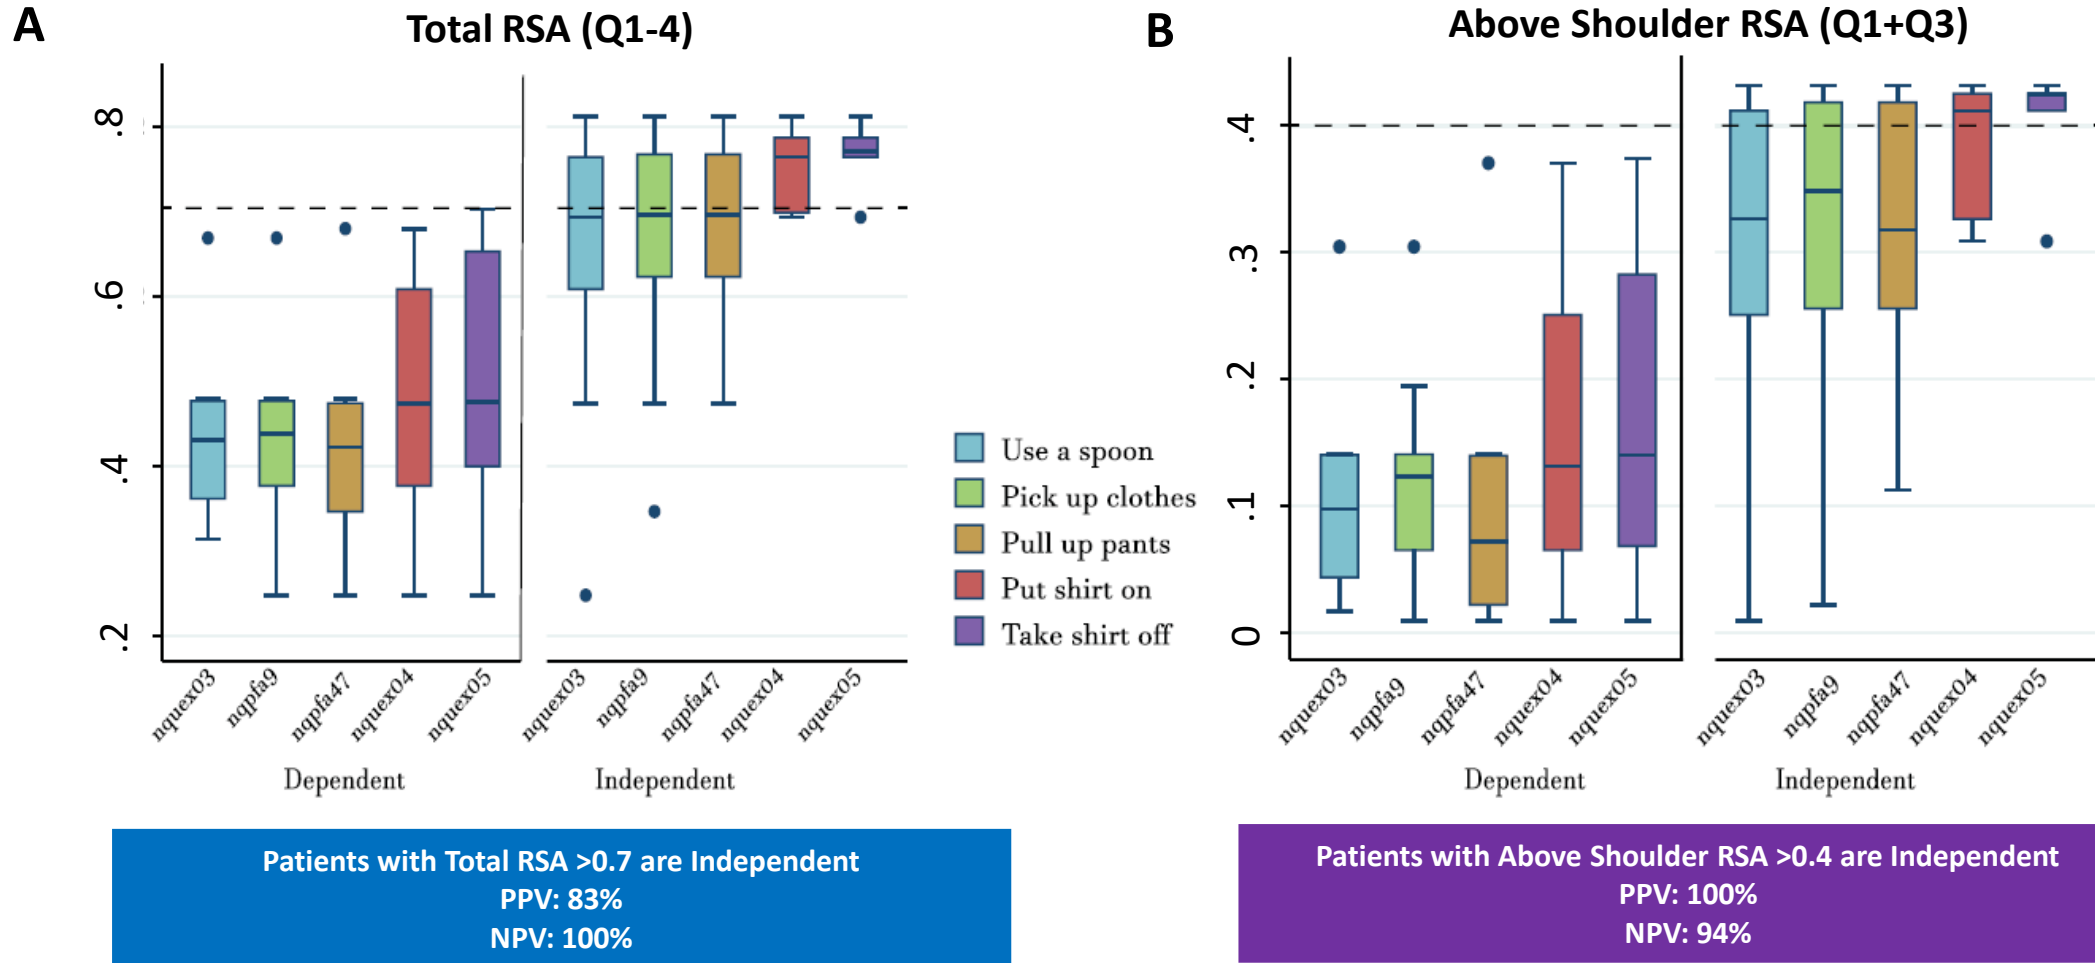 A
Total RSA (Q1-4)
.8
.6
.4
.2
nquex03
nqpfa9
nqpfa47
nquex04
nquex05
nquex03
nqpfa9
nqpfa47
nquex04
nquex05
Dependent
Independent
Use a spoon
Pick up clothes
Pull up pants
Put shirt on
Take shirt off
Patients with Total RSA >0.7 are Independent
PPV: 83%
NPV: 100%
B
Above Shoulder RSA (Q1+Q3)
.4
.3
.2
.1
0
nquex03
nqpfa9
nqpfa47
nquex04
nquex05
nquex03
nqpfa9
nqpfa47
nquex04
nquex05
Dependent
Independent
Patients with Above Shoulder RSA >0.4 are Independent
PPV: 100%
NPV: 94%